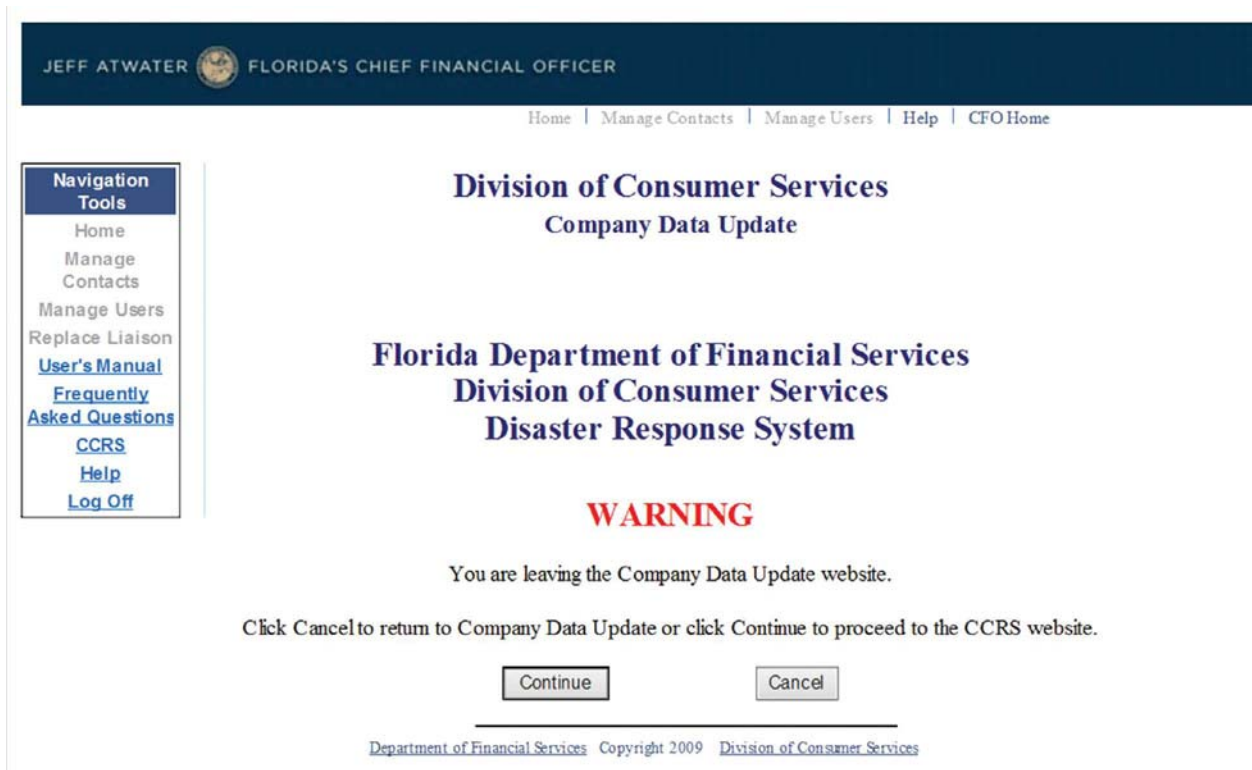 JEFF ATWATER FLORIDA'S CHIEF FINANCIAL OFFICER
Home | Manage Contacts | Manage Users | Help | CFO Home
Navigation
Tools
Home
Manage
Contacts
Manage Users
Replace Liaison
User's Manual
Frequently
Asked Questions
CCRS
Help
Log Off
Division of Consumer Services
Company Data Update
Florida Department of Financial Services
Division of Consumer Services
Disaster Response System
WARNING
You are leaving the Company Data Update website.
Click Cancel to return to Company Data Update or click Continue to proceed to the CCRS website.
Continue Cancel
Department of Financial Services Copyright 2009 Division of Consumer Services